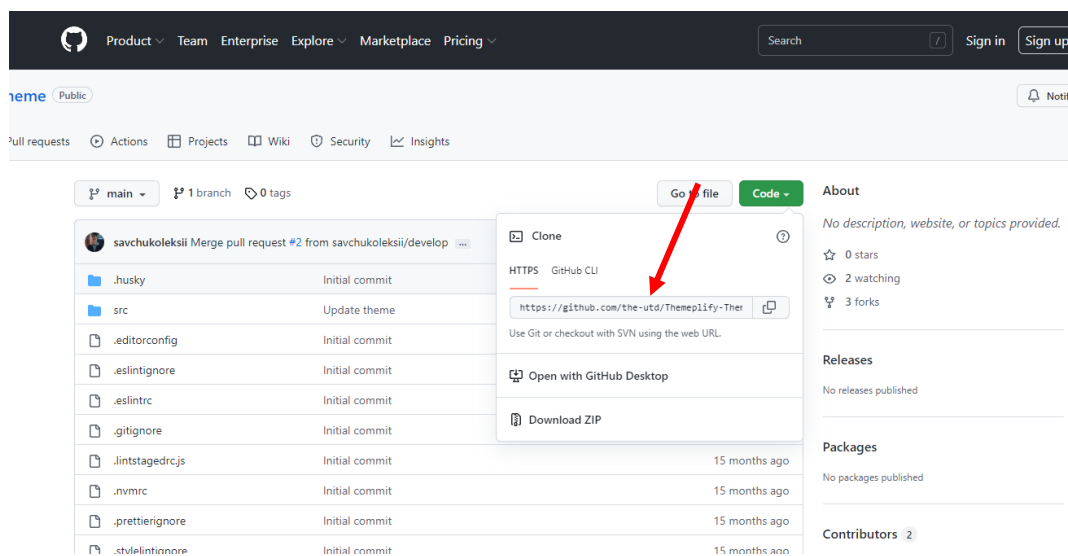 Product Team Enterprise Explore Marketplace Pricing Search / Sign in Sign up
heme Public
Pull requests Actions Projects Wiki Security Insights
main 1 branch 0 tags Go to file Code
savchukoleksii Merge pull request #2 from savchukoleksii/develop ...
.husky Initial commit
src Update theme
.editorconfig Initial commit
.eslintignore Initial commit
.eslintrc Initial commit
.gitignore Initial commit
.lintstagedrc.js Initial commit 15 months ago
.nvmrc Initial commit 15 months ago
.prettierignore Initial commit 15 months ago
.stylelintignore Initial commit 15 months ago
Clone
HTTPS GitHub CLI
https://github.com/the-utd/Themeplify-Ther
Use Git or checkout with SVN using the web URL.
Open with GitHub Desktop
Download ZIP
About
No description, website, or topics provided.
0 stars
2 watching
3 forks
Releases
No releases published
Packages
No packages published
Contributors 2